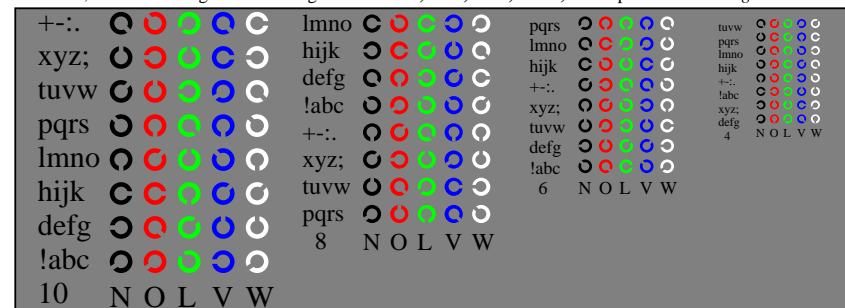 +-:.
xyz;
tuvw
pqrs
lmno
hijk
defg
!abc
10 N O L V W
lmno
hijk
defg
!abc
+-:.
xyz;
tuvw
pqrs
8 N O L V W
pqrs
lmno
hijk
+-:.
xyz;
tuvw
defg
!abc
6 N O L V W
tuvw
pqrs
lmno
hijk
+-:.
!abc
xyz;
defg
4 N O L V W